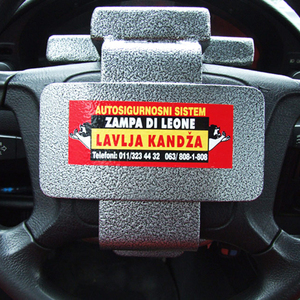 AUTOSIGURNOSNI SISTEM
ZAMPA DI LEONE
LAVLJA KANDŽA
Telefoni: 011/323 44 32 063/ 808-1-808